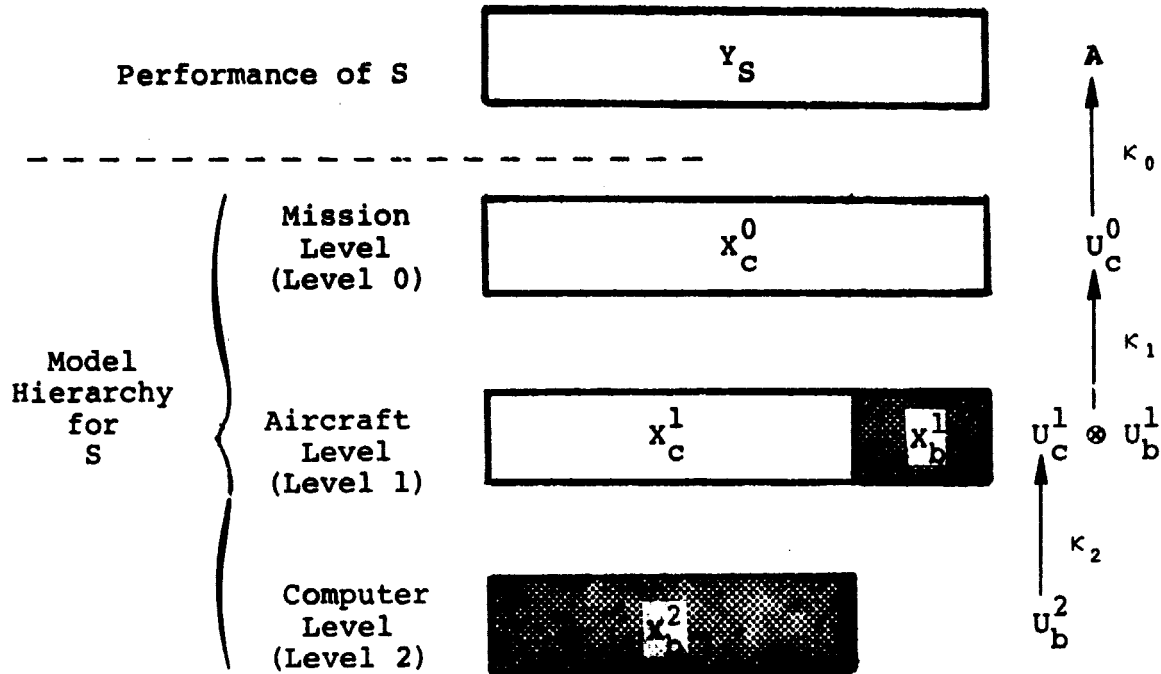 Performance of S
Y_S
A
κ_0
Mission
Level
(Level 0)
X_c^0
U_c^0
κ_1
Model
Hierarchy
for
S
Aircraft
Level
(Level 1)
X_c^1
X_b^1
U_c^1 ⊗ U_b^1
κ_2
Computer
Level
(Level 2)
X_b^2
U_b^2